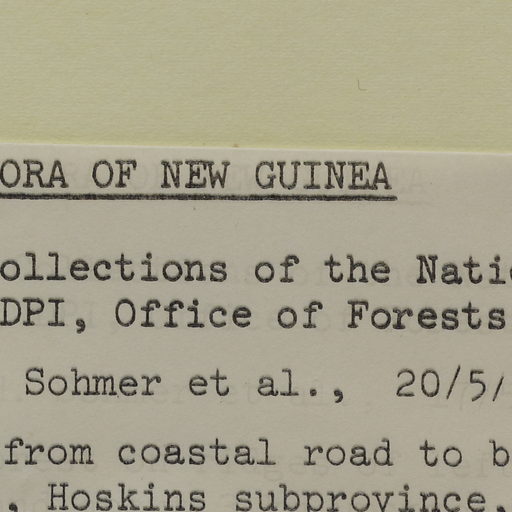 ORA OF NEW GUINEA
ollections of the Nati
DPI, Office of Forests
Sohmer et al., 20/5/
from coastal road to b
., Hoskins subprovince,